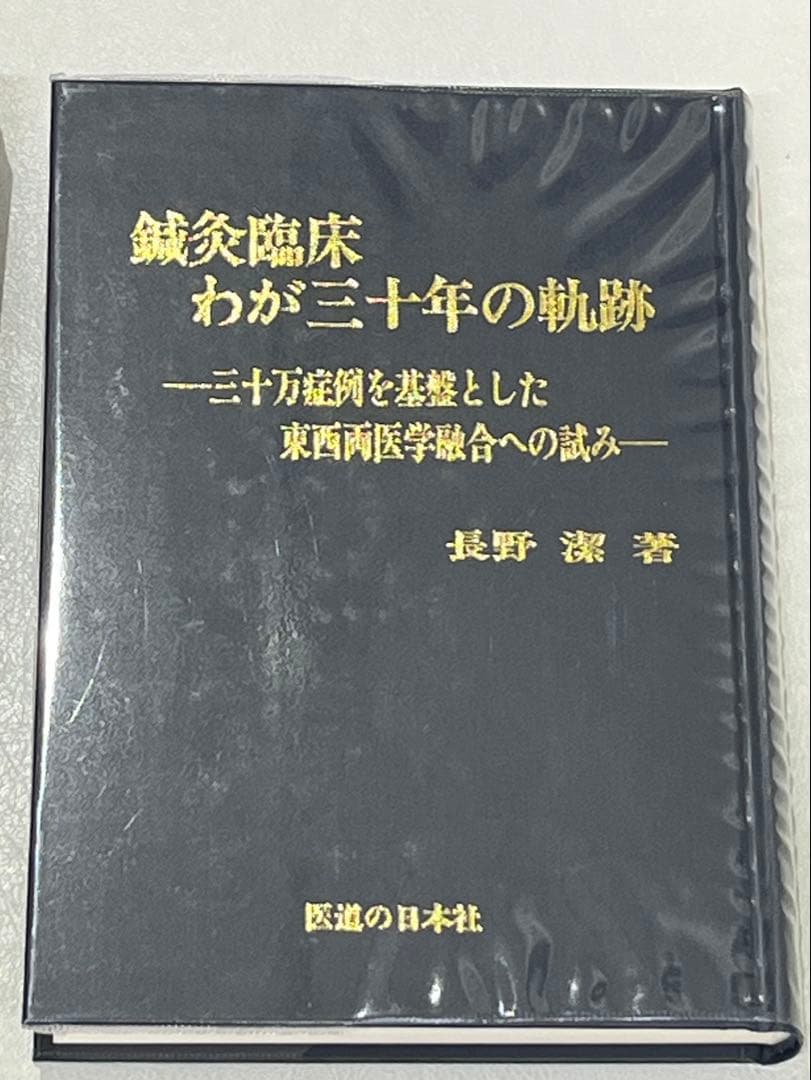 鍼灸臨床
わが三十年の軌跡
──三十万症例を基盤とした
東西両医学融合への試み──
長野 潔 著
医道の日本社